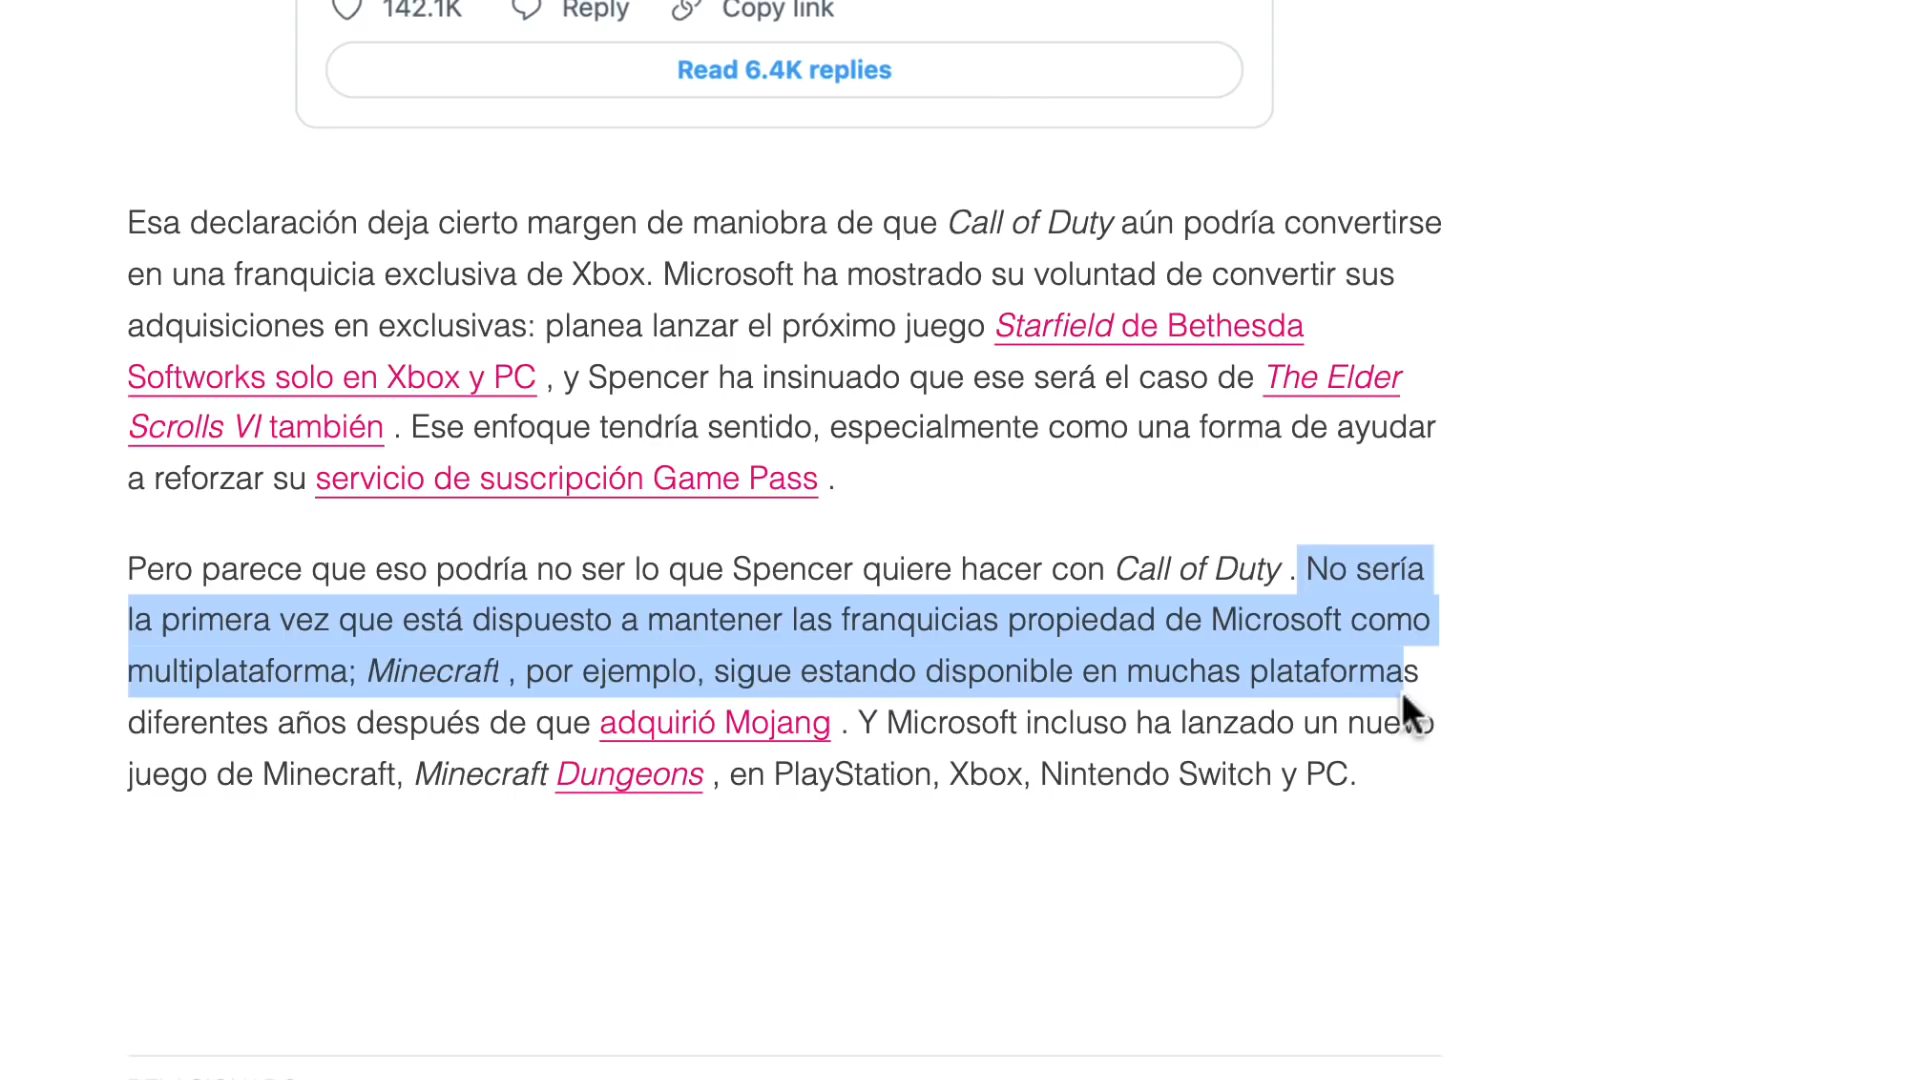 142.1K Reply Copy link
Read 6.4K replies
Esa declaración deja cierto margen de maniobra de que Call of Duty aún podría convertirse
en una franquicia exclusiva de Xbox. Microsoft ha mostrado su voluntad de convertir sus
adquisiciones en exclusivas: planea lanzar el próximo juego Starfield de Bethesda
Softworks solo en Xbox y PC , y Spencer ha insinuado que ese será el caso de The Elder
Scrolls VI también . Ese enfoque tendría sentido, especialmente como una forma de ayudar
a reforzar su servicio de suscripción Game Pass .
Pero parece que eso podría no ser lo que Spencer quiere hacer con Call of Duty . No sería
la primera vez que está dispuesto a mantener las franquicias propiedad de Microsoft como
multiplataforma; Minecraft , por ejemplo, sigue estando disponible en muchas plataformas
diferentes años después de que adquirió Mojang . Y Microsoft incluso ha lanzado un nuevo
juego de Minecraft, Minecraft Dungeons , en PlayStation, Xbox, Nintendo Switch y PC.